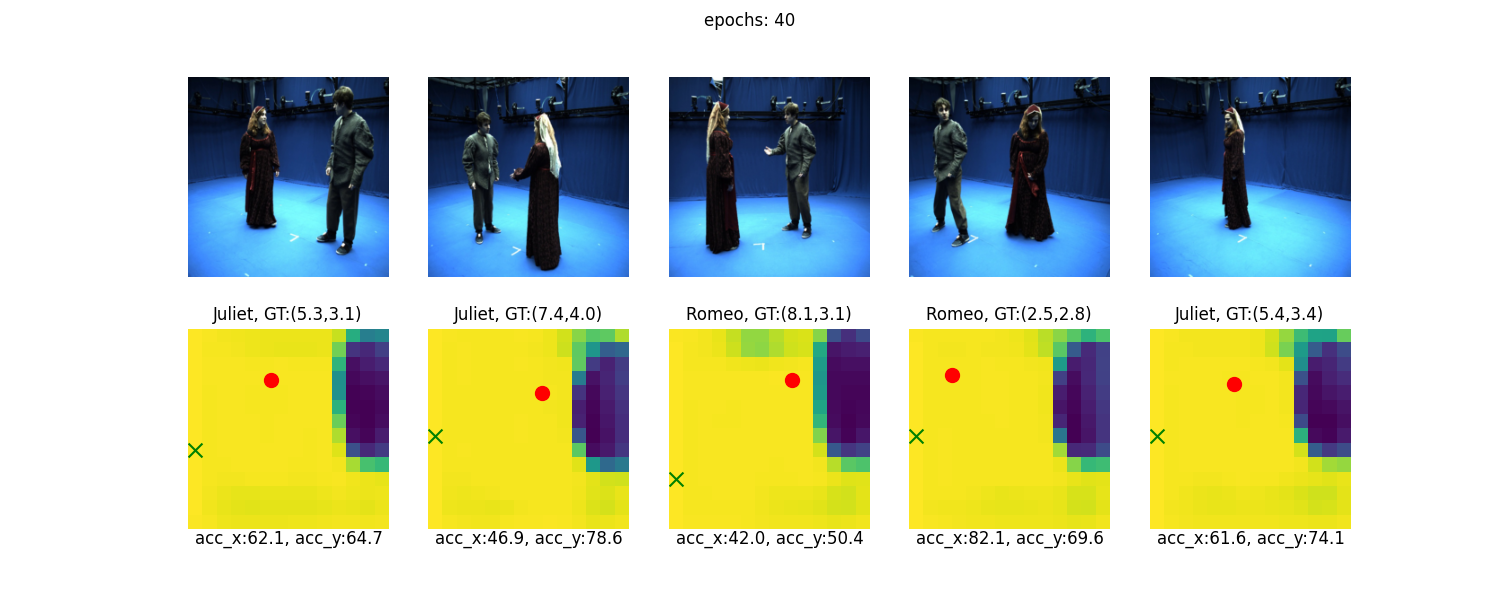 epochs: 40
Juliet, GT:(5.3,3.1)
Juliet, GT:(7.4,4.0)
Romeo, GT:(8.1,3.1)
Romeo, GT:(2.5,2.8)
Juliet, GT:(5.4,3.4)
acc_x:62.1, acc_y:64.7
acc_x:46.9, acc_y:78.6
acc_x:42.0, acc_y:50.4
acc_x:82.1, acc_y:69.6
acc_x:61.6, acc_y:74.1